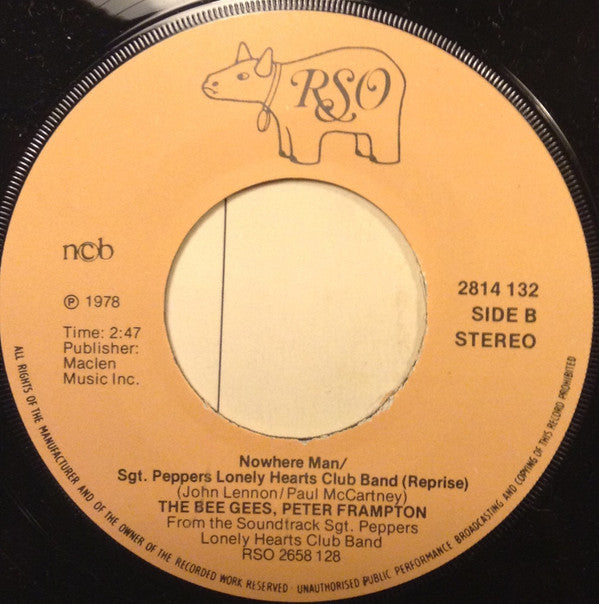 RSO
ncb
℗ 1978
Time: 2:47
Publisher:
Maclen
Music Inc.
2814 132
SIDE B
STEREO
Nowhere Man/
Sgt. Peppers Lonely Hearts Club Band (Reprise)
(John Lennon/Paul McCartney)
THE BEE GEES, PETER FRAMPTON
From the Soundtrack Sgt. Peppers
Lonely Hearts Club Band
RSO 2658 128
ALL RIGHTS OF THE MANUFACTURER AND OF THE OWNER OF THE RECORDED WORK RESERVED · UNAUTHORISED PUBLIC PERFORMANCE BROADCASTING AND COPYING OF THIS RECORD PROHIBITED